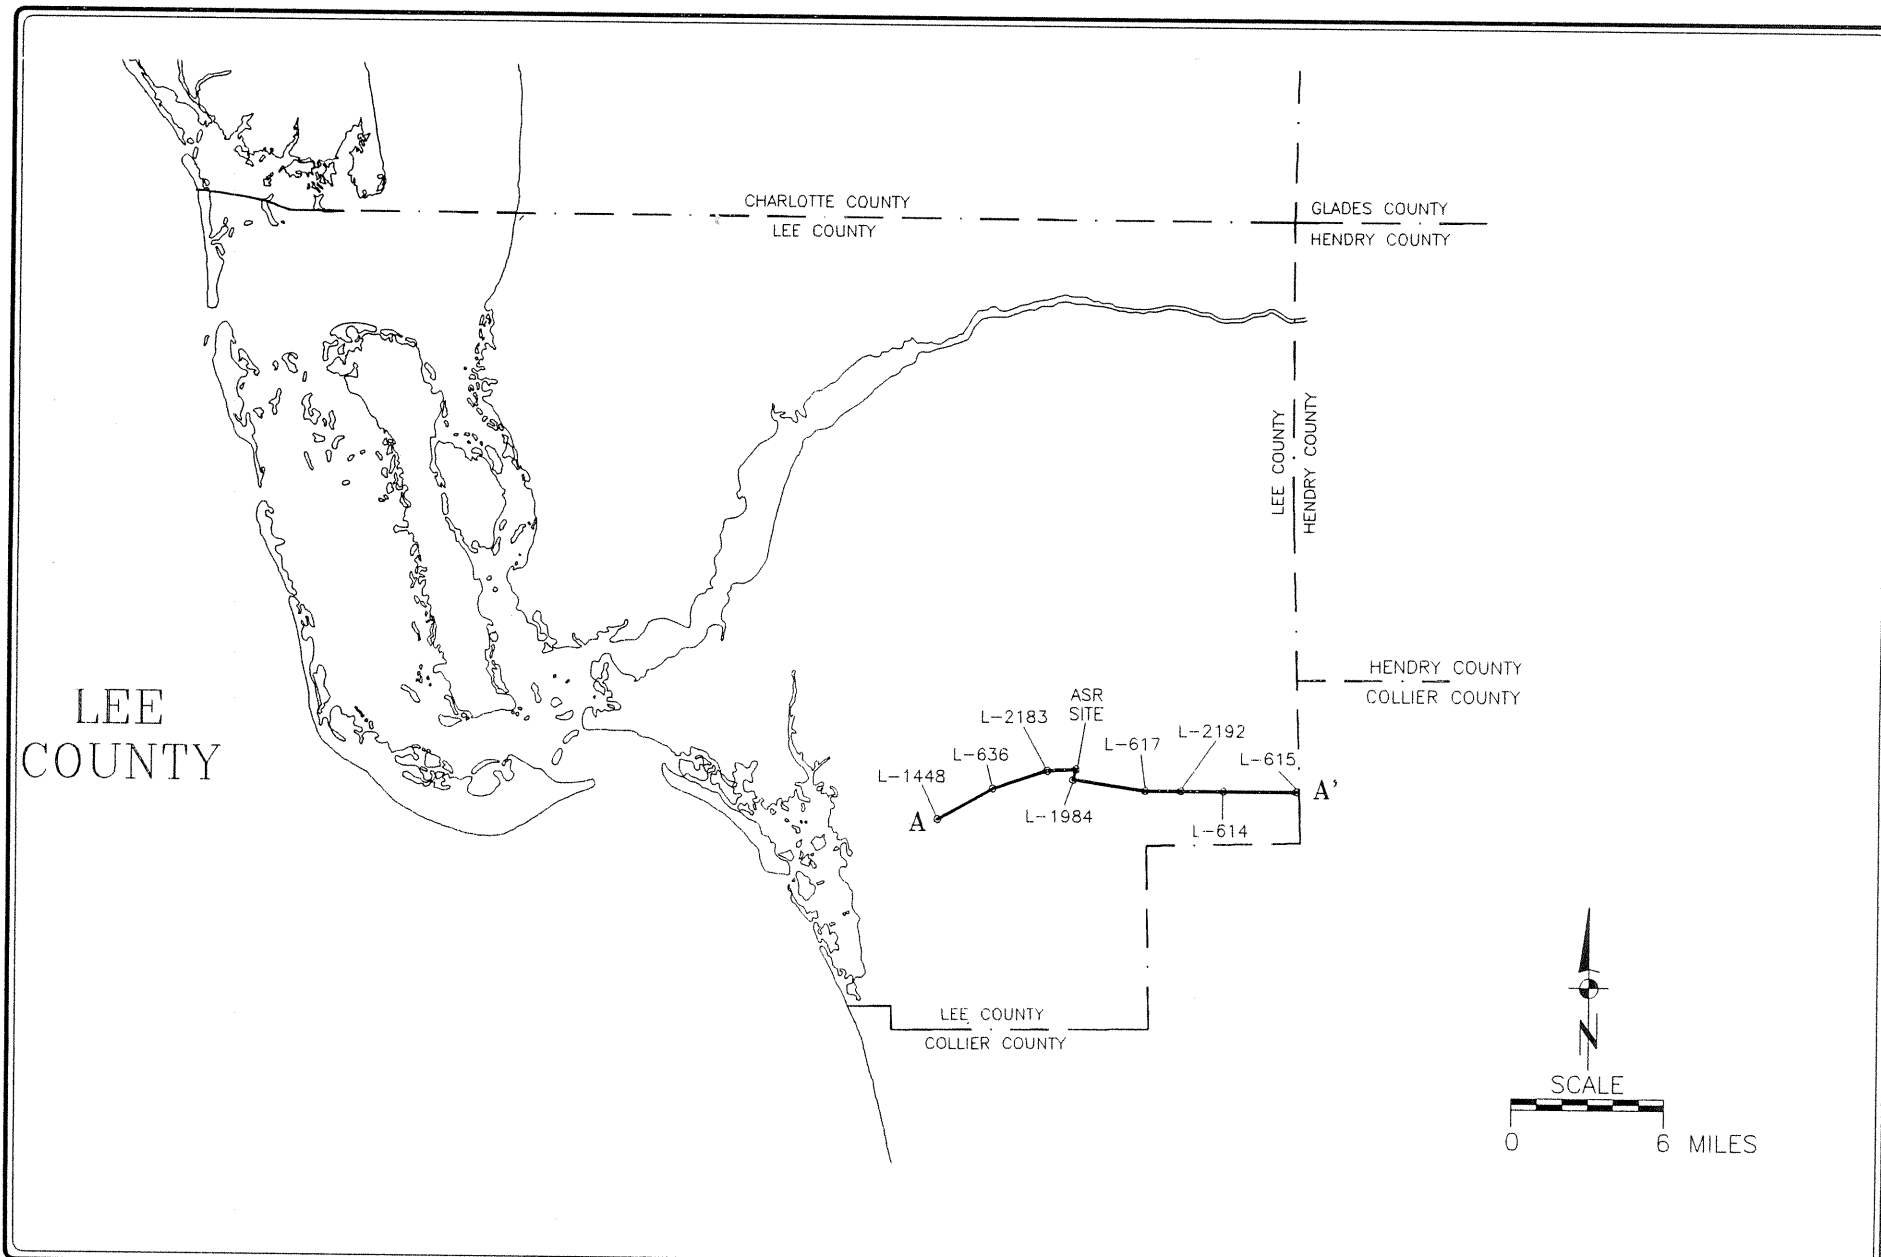 CHARLOTTE COUNTY
LEE COUNTY
GLADES COUNTY
HENDRY COUNTY
LEE COUNTY
HENDRY COUNTY
HENDRY COUNTY
COLLIER COUNTY
LEE
COUNTY
ASR
SITE
L-2183
L-636
L-1448
L-617
L-2192
L-615
A
A'
L-1984
L-614
LEE COUNTY
COLLIER COUNTY
N
SCALE
0
6 MILES